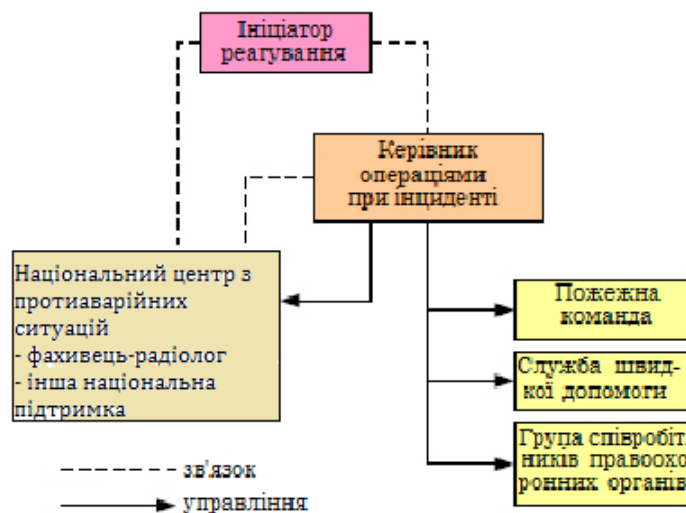 Ініціатор
реагування
Керівник
операціями
при інциденті
Національний центр з
протиаварійних
ситуацій
- фахивець-радіолог
- інша національна
підтримка
Пожежна
команда
Служба швид-
кої допомоги
Група співробіт
ників правоохо
ронних органів
зв'язок
управління